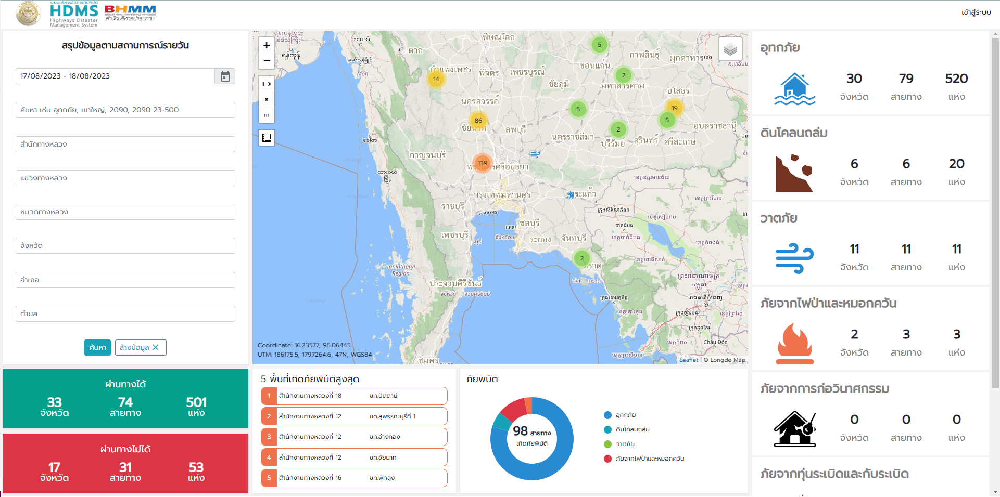 ระบบบริหารจัดการภัยพิบัติ
HDMS
Highways Disaster
Management System
BHMM
BUREAU OF HIGHWAYS MAINTENANCE MANAGEMENT
สำนักบริหารบำรุงทาง
เข้าสู่ระบบ
สรุปข้อมูลตามสถานการณ์รายวัน
17/08/2023 - 18/08/2023
ค้นหา เช่น อุทกภัย, เขาใหญ่, 2090, 2090 23-500
สำนักทางหลวง
แขวงทางหลวง
หมวดทางหลวง
จังหวัด
อำเภอ
ตำบล
ค้นหา
ล้างข้อมูล ✕
ผ่านทางได้
33 74 501
จังหวัด สายทาง แห่ง
ผ่านทางไม่ได้
17 31 53
จังหวัด สายทาง แห่ง
+
−
m
พิษณุโลก
ตาก
กำแพงเพชร
พิจิตร
เพชรบูรณ์
ขอนแก่น
กาฬสินธุ์
มุกดาหาร
ชัยภูมิ
มหาสารคาม
ยโสธร
นครสวรรค์
ชัยนาท
ลพบุรี
นครราชสีมา
บุรีรัมย์
สุรินทร์
ศรีสะเกษ
อุบลราชธานี
กาญจนบุรี
พระนครศรีอยุธยา
กรุงเทพมหานคร
ราชบุรี
ชลบุรี
เพชรบุรี
ระยอง
จันทบุรี
ประจวบคีรีขันธ์
ชุมพร
Mon
Tanintharyi
Region
14
5
2
5
19
5
2
86
139
2
Coordinate: 16.23577, 96.06445
UTM: 186175.5, 1797264.6, 47N, WGS84
Leaflet | © Longdo Map
5 พื้นที่เกิดภัยพิบัติสูงสุด
1 สำนักงานทางหลวงที่ 18 ขท.ปัตตานี
2 สำนักงานทางหลวงที่ 12 ขท.สุพรรณบุรีที่ 1
3 สำนักงานทางหลวงที่ 12 ขท.อ่างทอง
4 สำนักงานทางหลวงที่ 12 ขท.ชัยนาท
5 สำนักงานทางหลวงที่ 16 ขท.พัทลุง
ภัยพิบัติ
98 สายทาง
เกิดภัยพิบัติ
อุทกภัย
ดินโคลนถล่ม
วาตภัย
ภัยจากไฟป่าและหมอกควัน
อุทกภัย
30 79 520
จังหวัด สายทาง แห่ง
ดินโคลนถล่ม
6 6 20
จังหวัด สายทาง แห่ง
วาตภัย
11 11 11
จังหวัด สายทาง แห่ง
ภัยจากไฟป่าและหมอกควัน
2 3 3
จังหวัด สายทาง แห่ง
ภัยจากการก่อวินาศกรรม
0 0 0
จังหวัด สายทาง แห่ง
ภัยจากทุ่นระเบิดและกับระเบิด